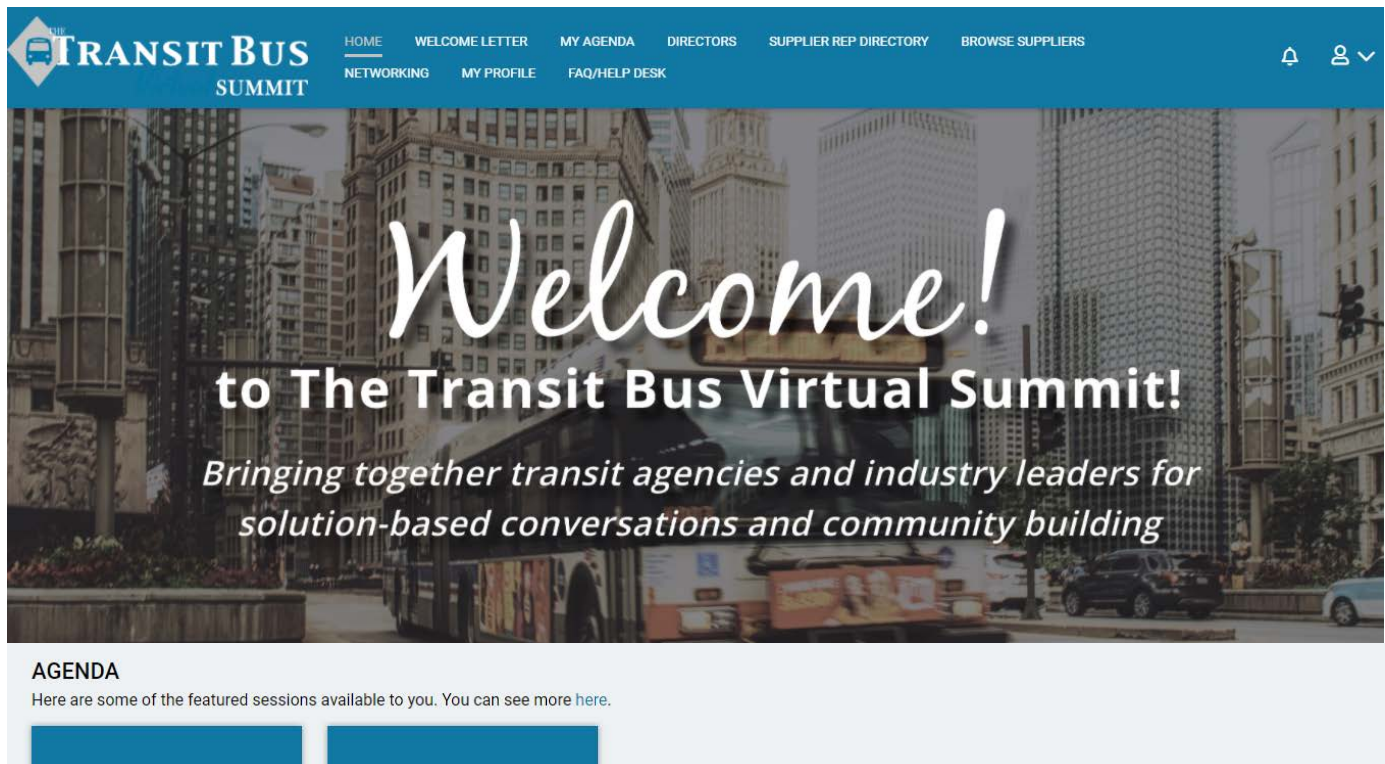 THE
TRANSIT BUS
Virtual SUMMIT
HOME WELCOME LETTER MY AGENDA DIRECTORS SUPPLIER REP DIRECTORY BROWSE SUPPLIERS
NETWORKING MY PROFILE FAQ/HELP DESK
Welcome!
to The Transit Bus Virtual Summit!
Bringing together transit agencies and industry leaders for
solution-based conversations and community building
AGENDA
Here are some of the featured sessions available to you. You can see more here.